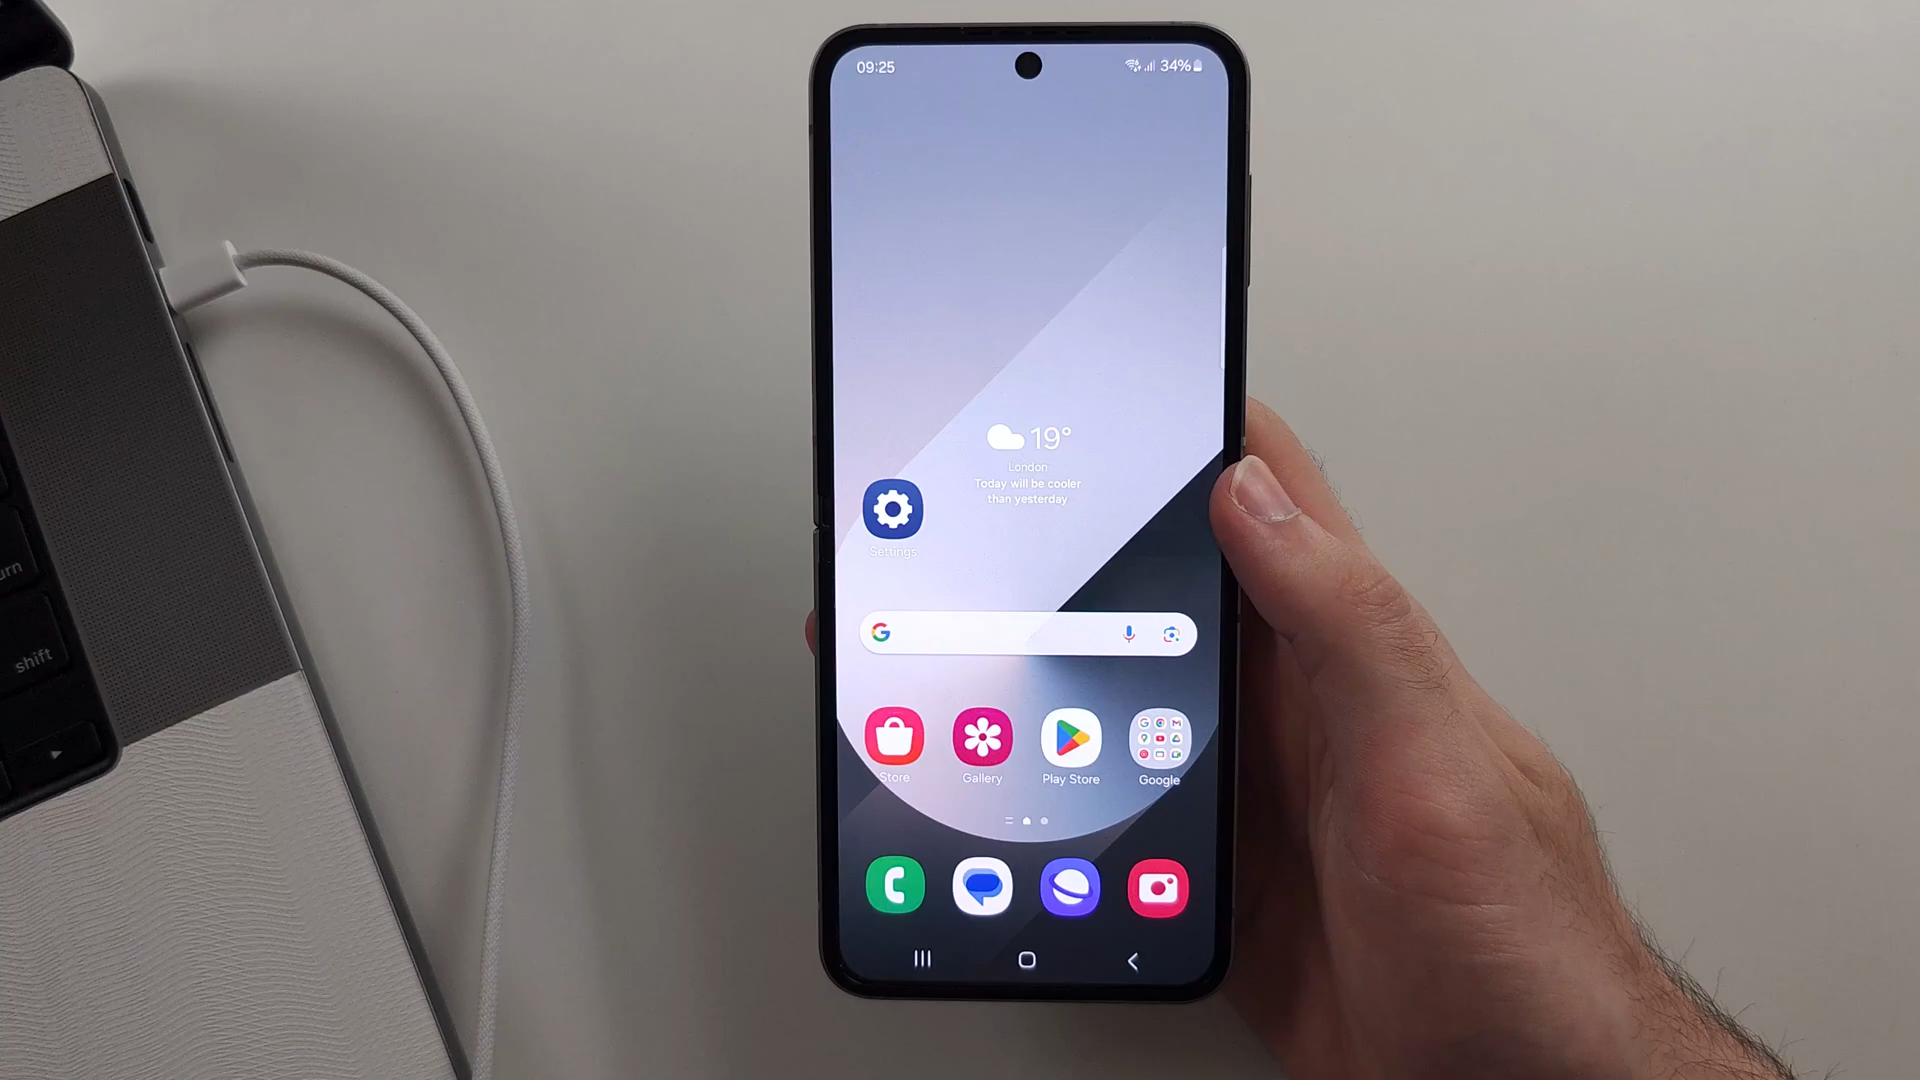 09:25
34%
19°
London
Today will be cooler
than yesterday
Settings
G
Store
Gallery
Play Store
Google
urn
shift